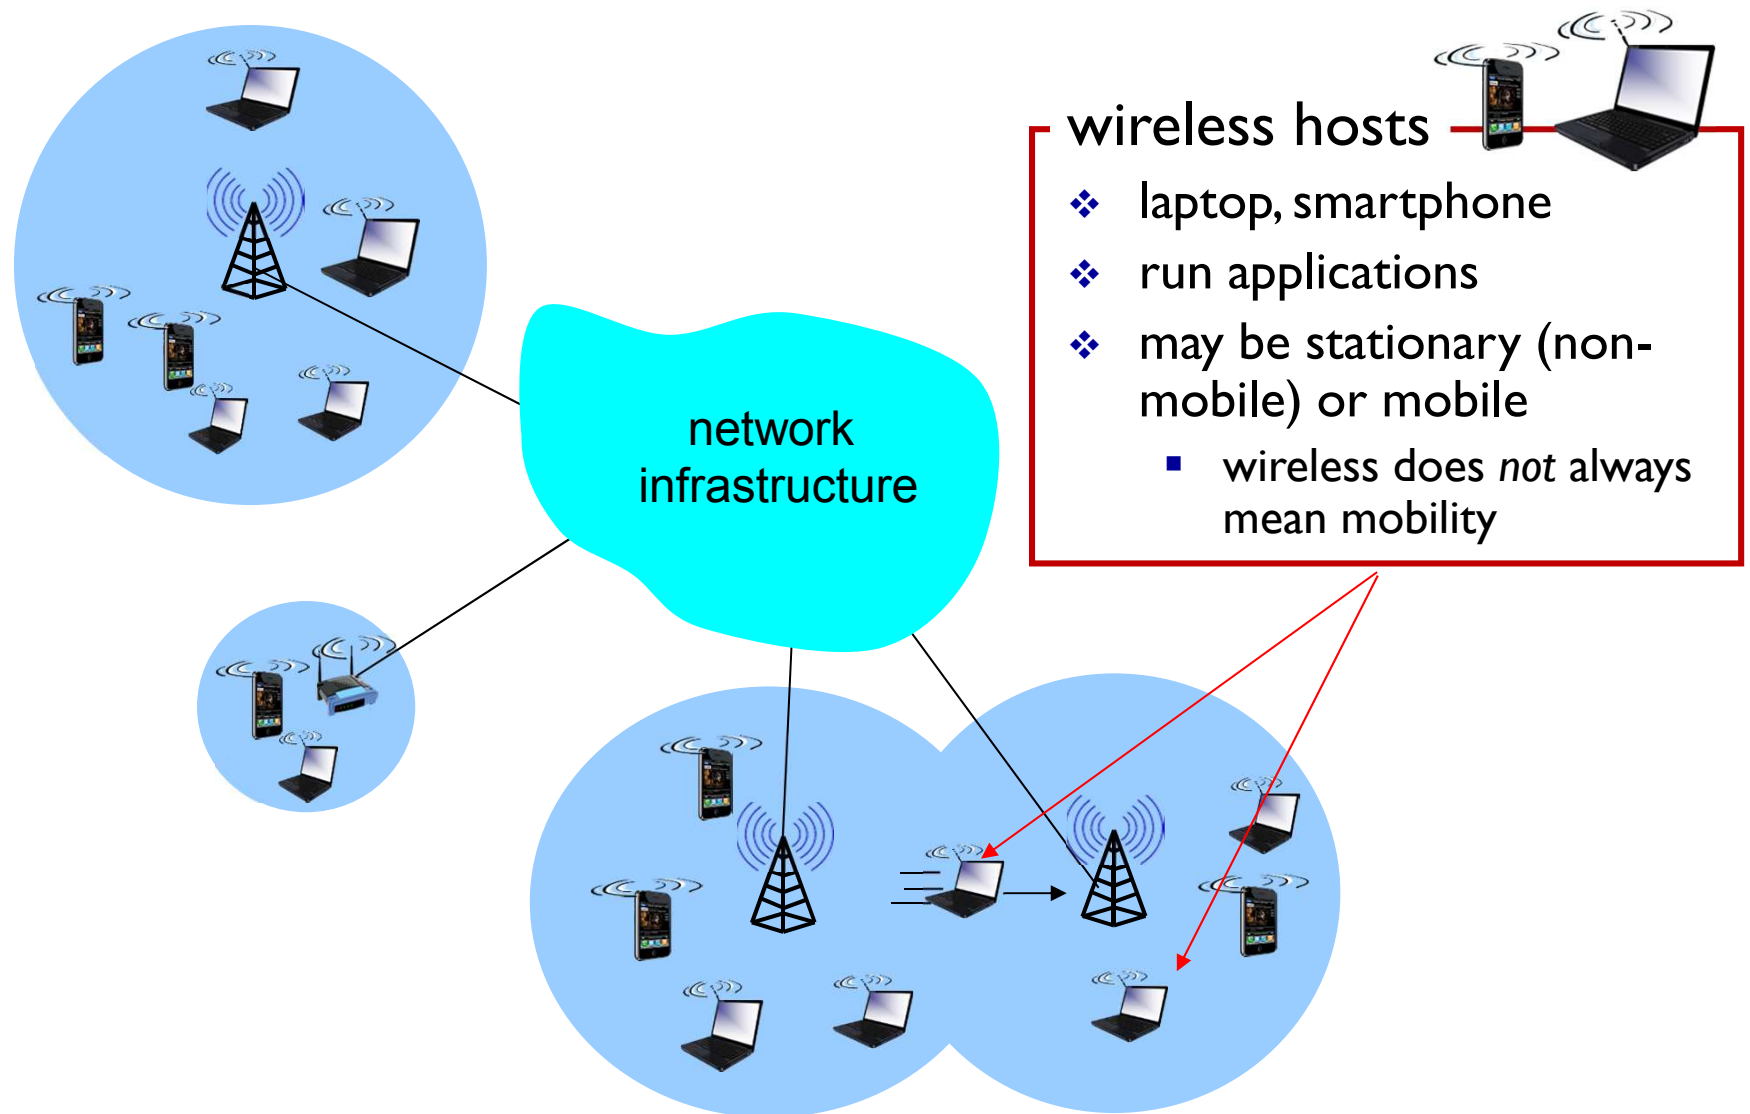 wireless hosts
laptop, smartphone
run applications
may be stationary (non-
mobile) or mobile
wireless does not always
mean mobility
network
infrastructure